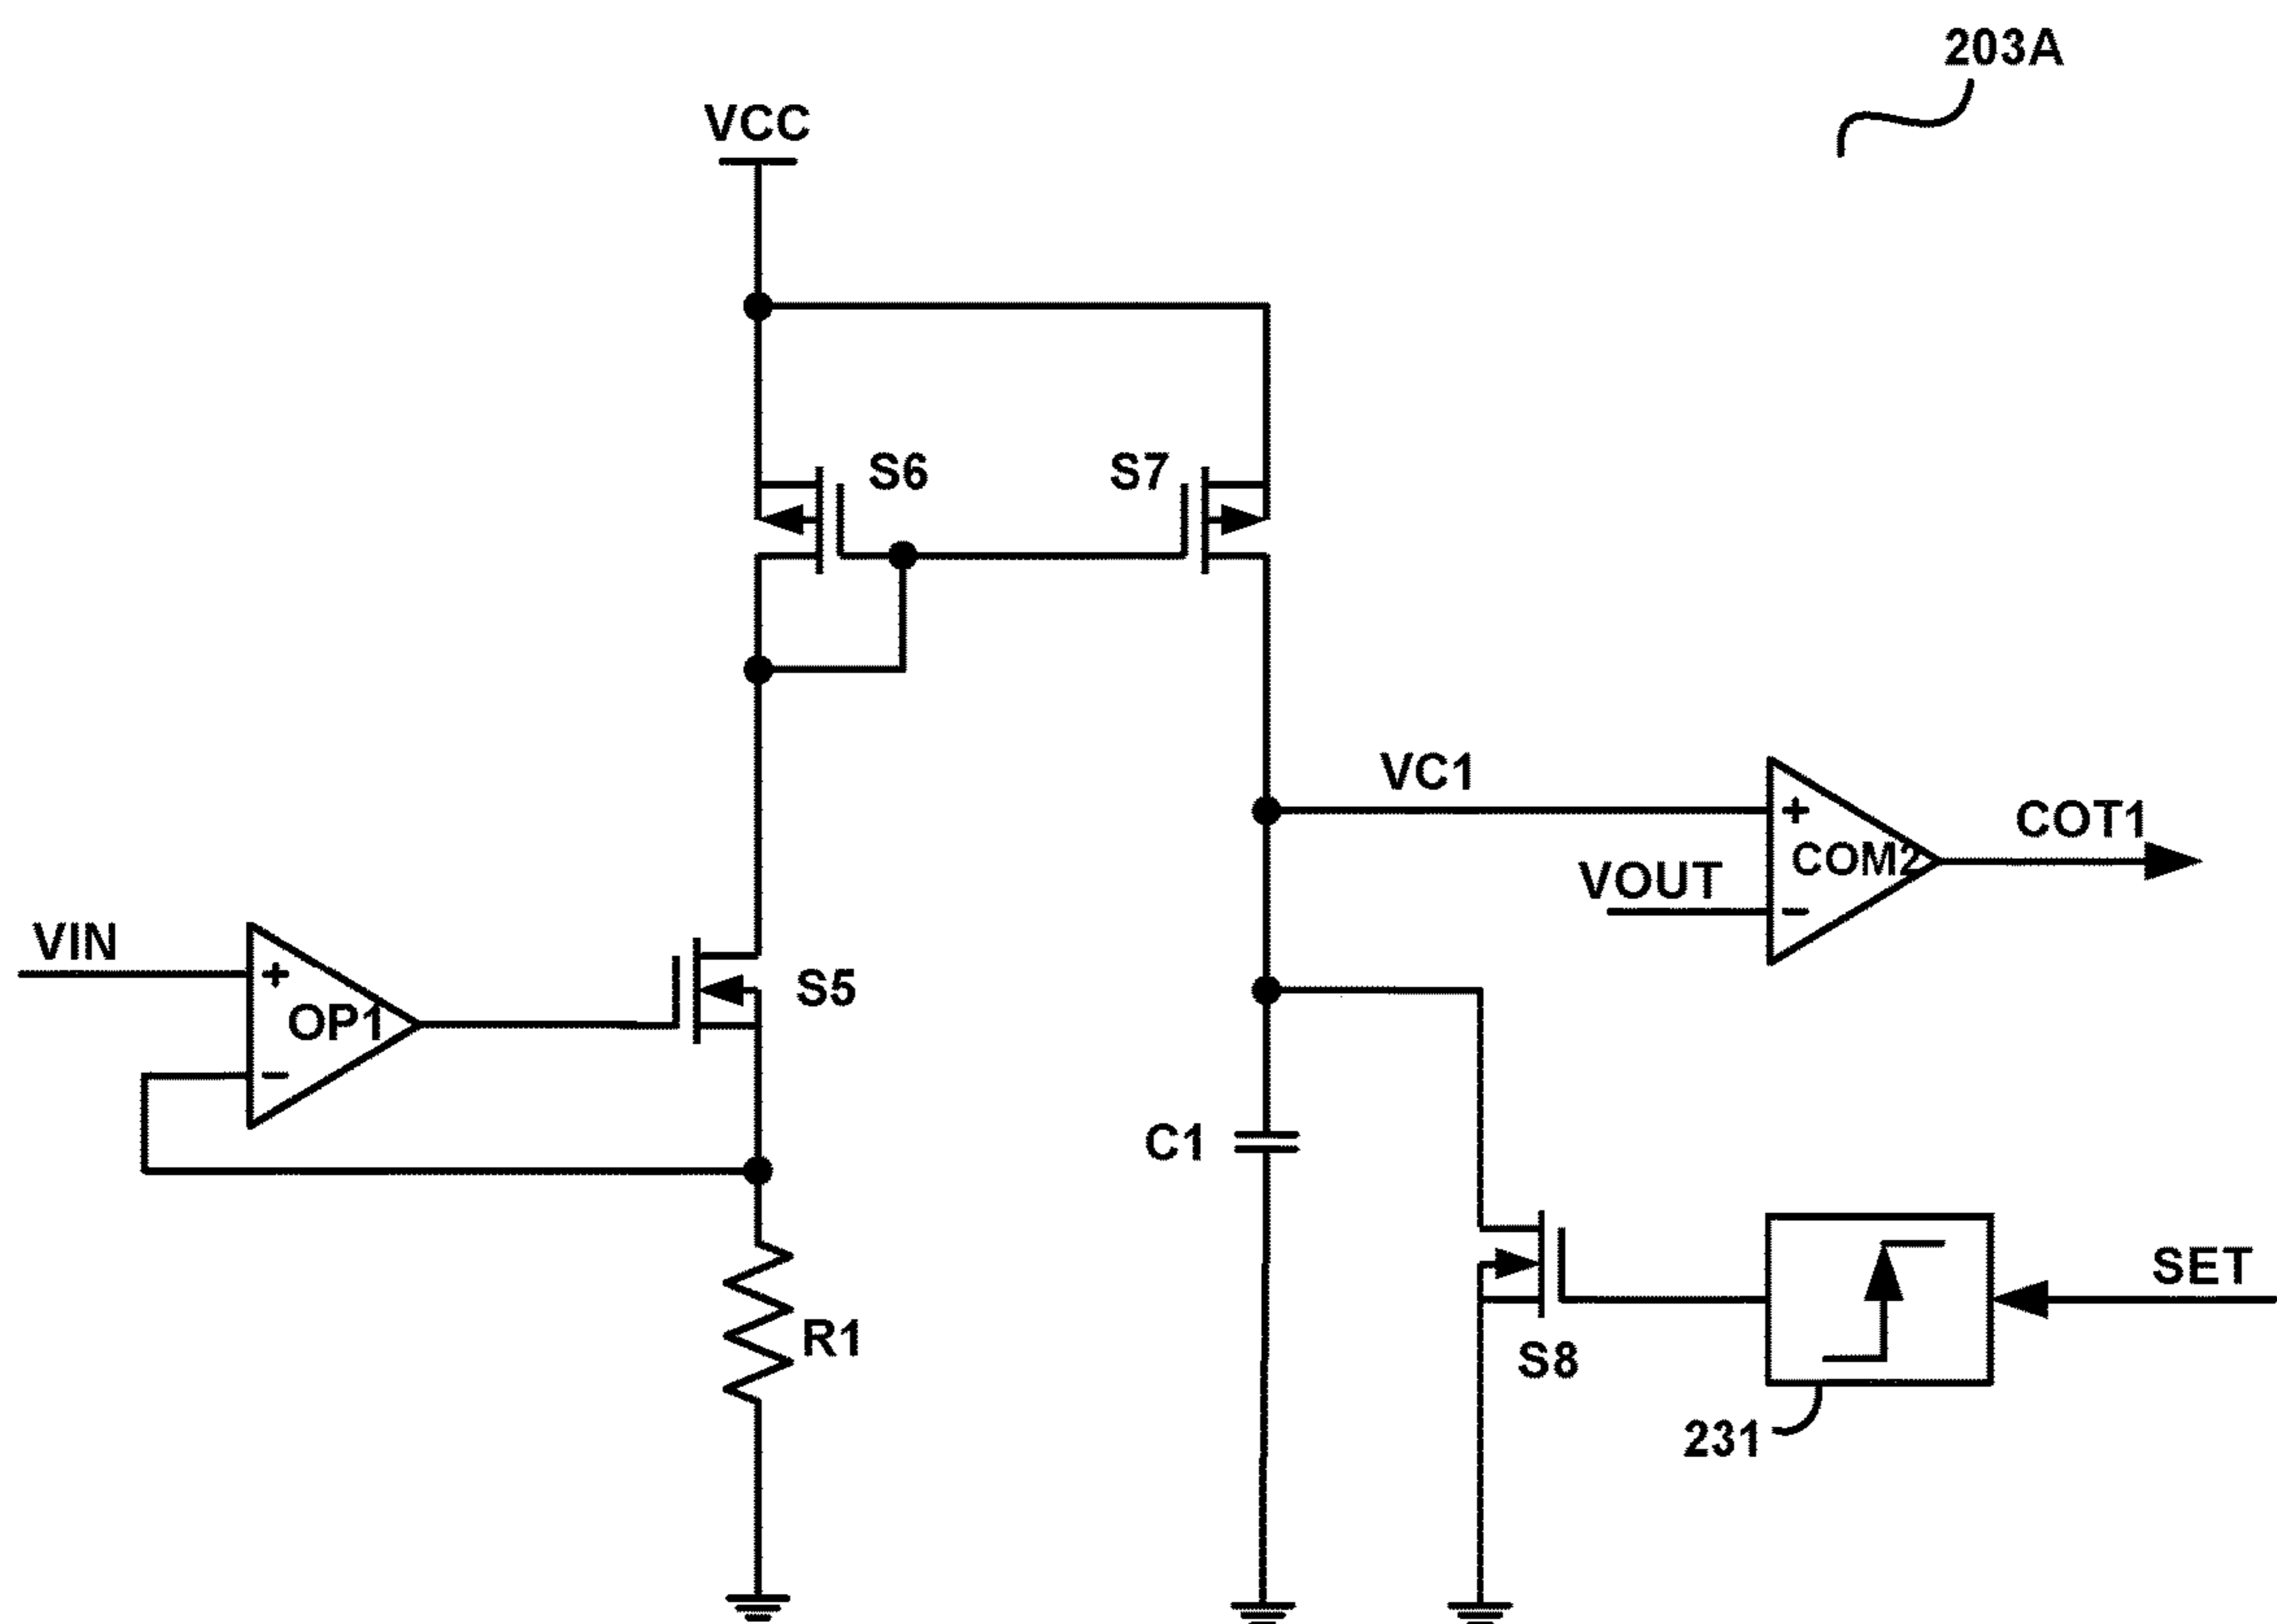 203A
VCC
S6
S7
VC1
COT1
COM2
VOUT
VIN
+
-
+
-
OP1
S5
C1
SET
R1
S8
231